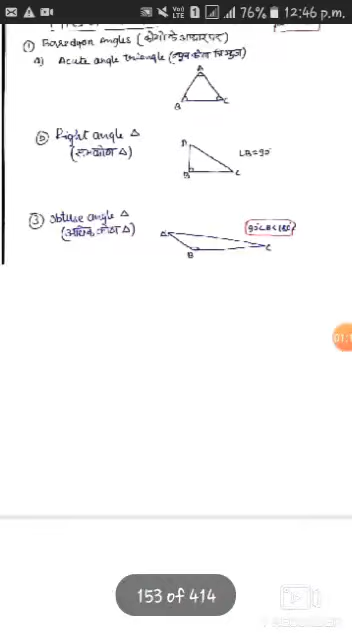 76% 12:46 p.m.
① Based on angles (कोणों के आधार पर)
A) Acute angle triangle (न्यून कोण त्रिभुज)
A
B C
② Right angle Δ
(समकोण Δ)
A
B C
∠B=90°
③ Obtuse angle Δ
(अधिक कोण Δ)
A
B C
90°<B<180°
153 of 414